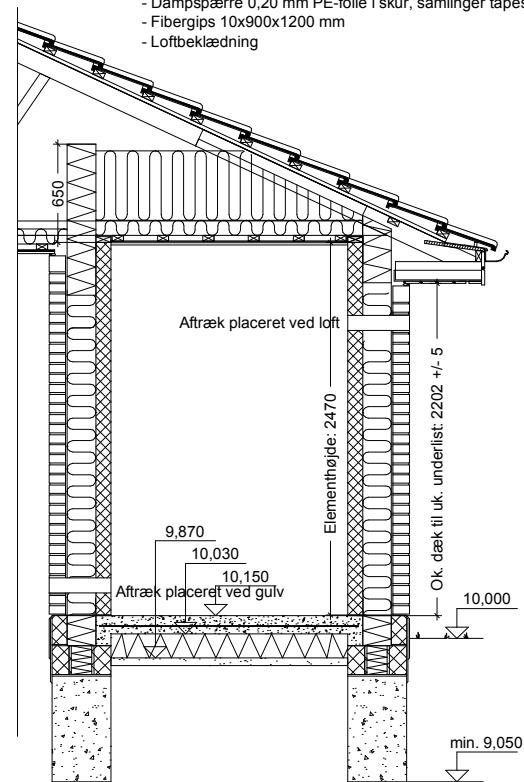 - Dampspærre 0,20 mm PE-folie i skur, samlinger tapes
- Fibergips 10x900x1200 mm
- Loftbeklædning
650
Aftræk placeret ved loft
Elementhøjde: 2470
Ok. dæk til uk. underlist: 2202 +/- 5
9,870
10,030
10,150
Aftræk placeret ved gulv
10,000
min. 9,050